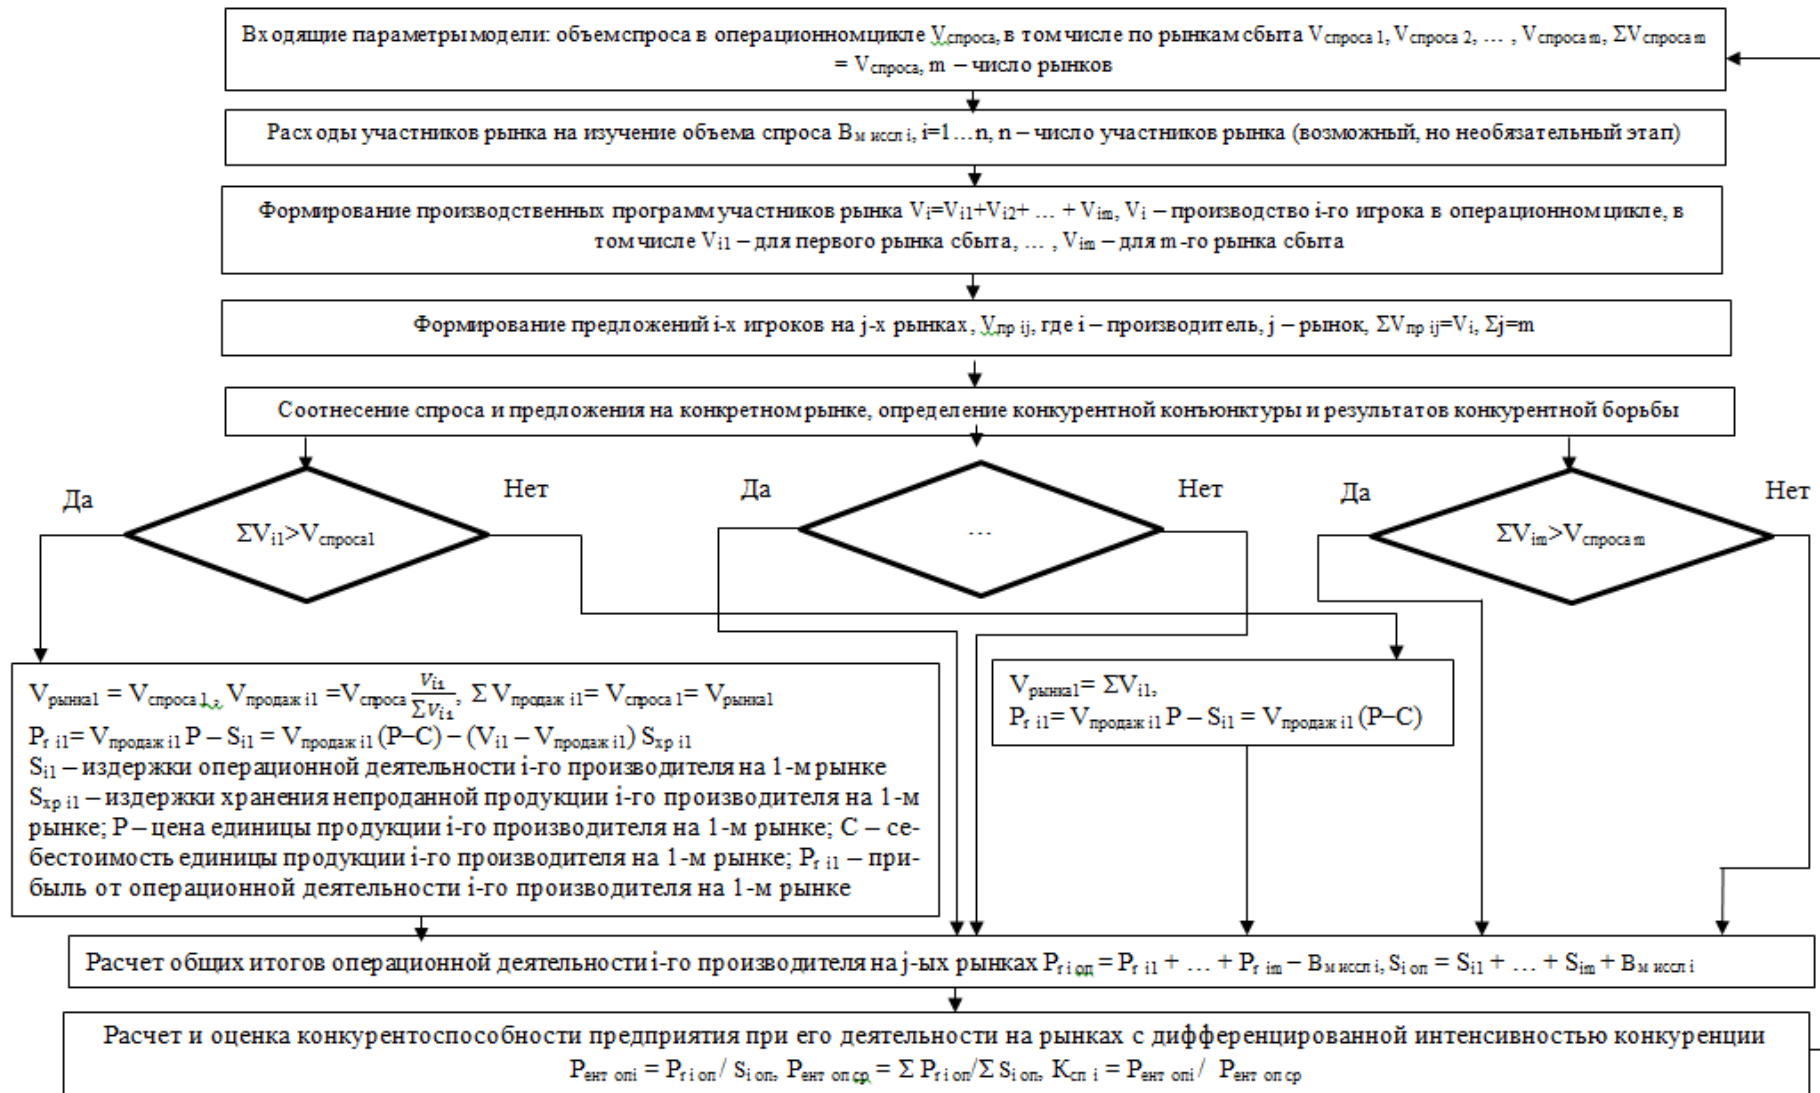 Входящие параметры модели: объем спроса в операционном цикле Vспроса, в том числе по рынкам сбыта Vспроса 1, Vспроса 2, … , Vспроса m, ΣVспроса m
= Vспроса, m – число рынков
Расходы участников рынка на изучение объема спроса Bм иссл i, i=1…n, n – число участников рынка (возможный, но необязательный этап)
Формирование производственных программ участников рынка Vi=Vi1+Vi2+ … + Vim, Vi – производство i-го игрока в операционном цикле, в
том числе Vi1 – для первого рынка сбыта, … , Vim – для m-го рынка сбыта
Формирование предложений i-х игроков на j-х рынках, Vпр ij, где i – производитель, j – рынок, ΣVпр ij=Vi, Σj=m
Соотнесение спроса и предложения на конкретном рынке, определение конкурентной конъюнктуры и результатов конкурентной борьбы
Да
Нет
Да
Нет
Да
Нет
ΣVi1>Vспроса1
…
ΣVim>Vспроса m
Vрынка1 = Vспроса 1, Vпродаж i1 =Vспроса Vi1/ΣVi1, Σ Vпродаж i1= Vспроса 1= Vрынка1
Pr i1= Vпродаж i1 P – Si1 = Vпродаж i1 (P–C) – (Vi1 – Vпродаж i1) Sхр i1
Si1 – издержки операционной деятельности i-го производителя на 1-м рынке
Sхр i1 – издержки хранения непроданной продукции i-го производителя на 1-м
рынке; P – цена единицы продукции i-го производителя на 1-м рынке; C – се-
бестоимость единицы продукции i-го производителя на 1-м рынке; Pr i1 – при-
быль от операционной деятельности i-го производителя на 1-м рынке
Vрынка1= ΣVi1,
Pr i1= Vпродаж i1 P – Si1 = Vпродаж i1 (P–C)
Расчет общих итогов операционной деятельности i-го производителя на j-ых рынках Pr i оп = Pr i1 + … + Pr im – Bм иссл i, Si оп = Si1 + … + Sim + Bм иссл i
Расчет и оценка конкурентоспособности предприятия при его деятельности на рынках с дифференцированной интенсивностью конкуренции
Pент опi = Pr i оп / Si оп, Pент оп ср = Σ Pr i оп/Σ Si оп, Kсп i = Pент опi / Pент оп ср